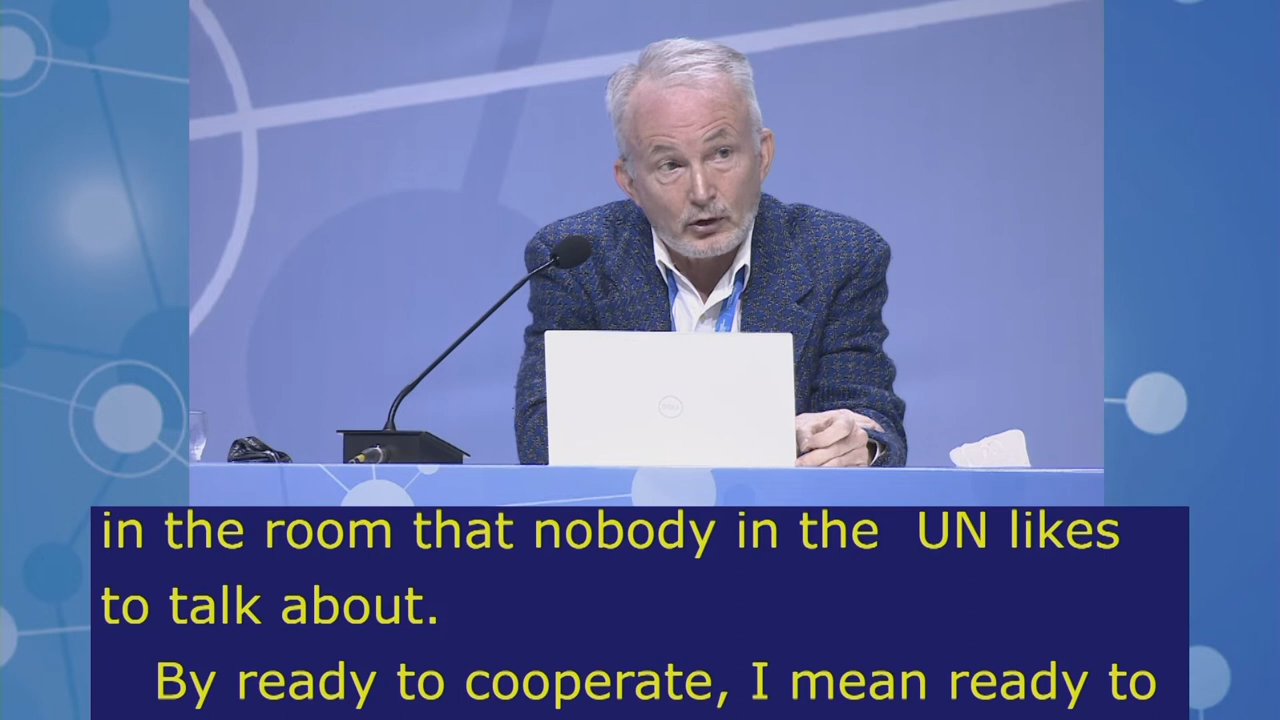 DELL
in the room that nobody in the UN likes
to talk about.
By ready to cooperate, I mean ready to